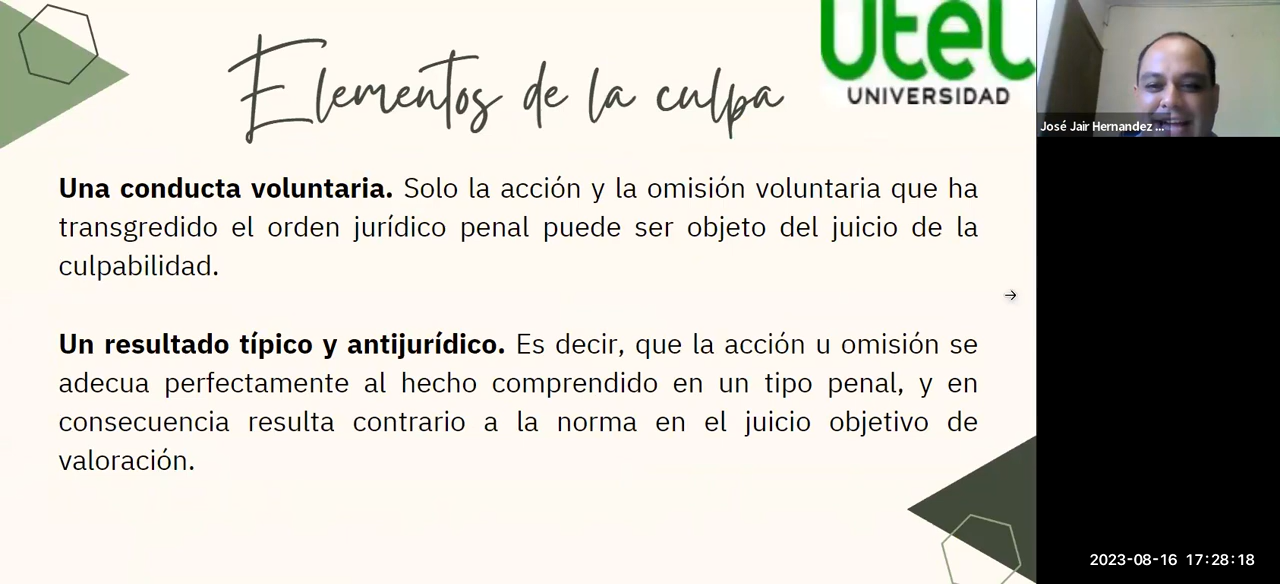 Utel
UNIVERSIDAD
Elementos de la culpa
José Jair Hernandez ...
Una conducta voluntaria. Solo la acción y la omisión voluntaria que ha
transgredido el orden jurídico penal puede ser objeto del juicio de la
culpabilidad.
Un resultado típico y antijurídico. Es decir, que la acción u omisión se
adecua perfectamente al hecho comprendido en un tipo penal, y en
consecuencia resulta contrario a la norma en el juicio objetivo de
valoración.
2023-08-16 17:28:18